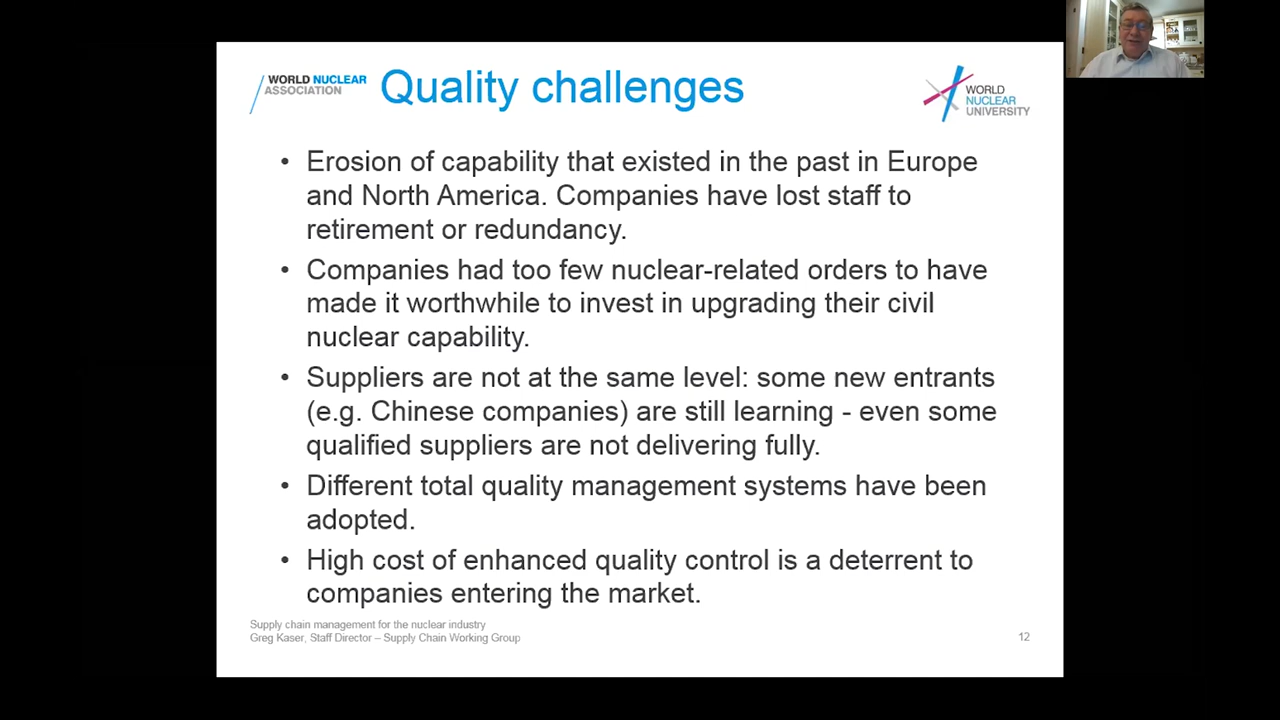 WORLD NUCLEAR
ASSOCIATION
Quality challenges
WORLD
NUCLEAR
UNIVERSITY
• Erosion of capability that existed in the past in Europe
and North America. Companies have lost staff to
retirement or redundancy.
• Companies had too few nuclear-related orders to have
made it worthwhile to invest in upgrading their civil
nuclear capability.
• Suppliers are not at the same level: some new entrants
(e.g. Chinese companies) are still learning - even some
qualified suppliers are not delivering fully.
• Different total quality management systems have been
adopted.
• High cost of enhanced quality control is a deterrent to
companies entering the market.
Supply chain management for the nuclear industry
Greg Kaser, Staff Director – Supply Chain Working Group
12